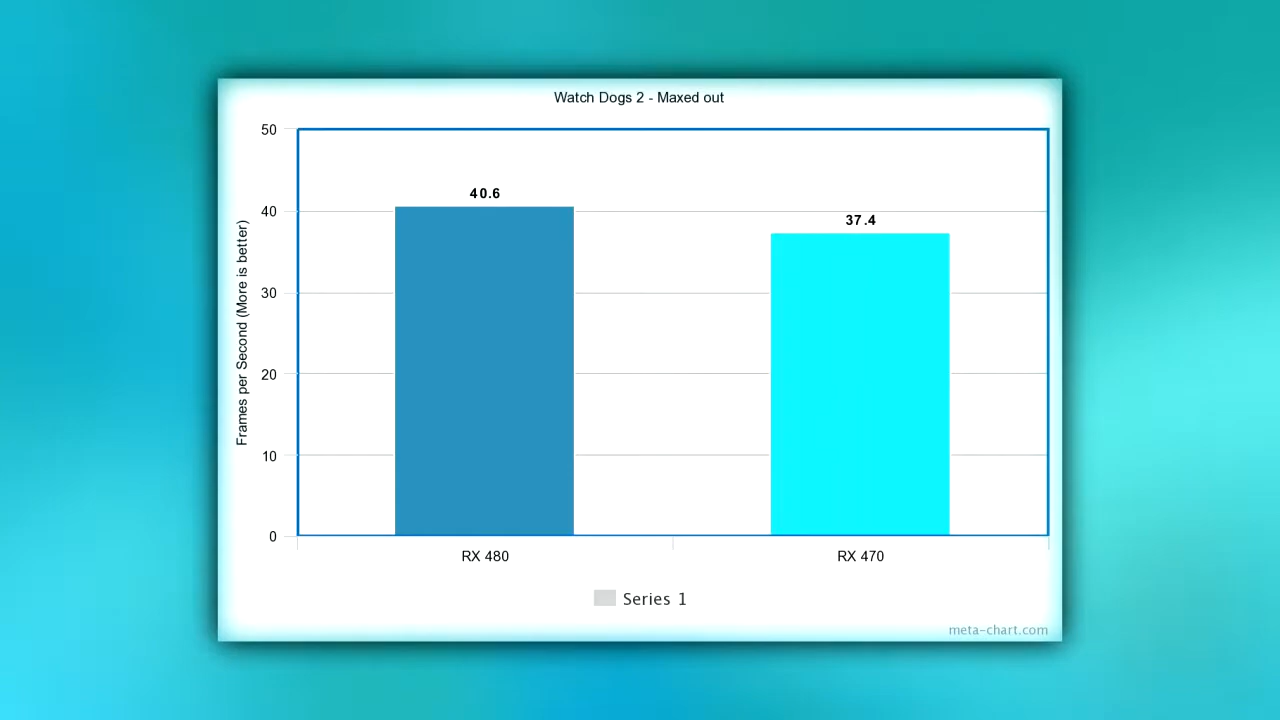 Watch Dogs 2 - Maxed out
Frames per Second (More is better)
50
40
30
20
10
0
40.6
37.4
RX 480
RX 470
Series 1
meta-chart.com